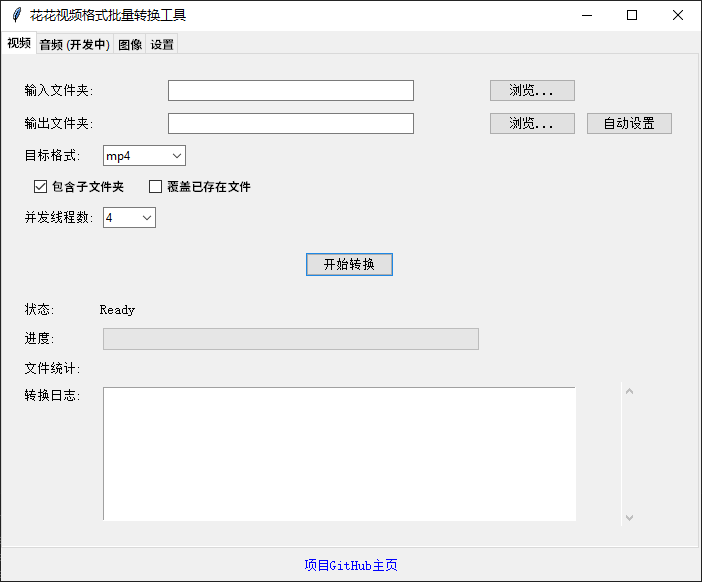 花花视频格式批量转换工具
视频 音频 (开发中) 图像 设置
输入文件夹: 浏览...
输出文件夹: 浏览... 自动设置
目标格式: mp4
包含子文件夹 覆盖已存在文件
并发线程数: 4
开始转换
状态: Ready
进度:
文件统计:
转换日志:
项目GitHub主页